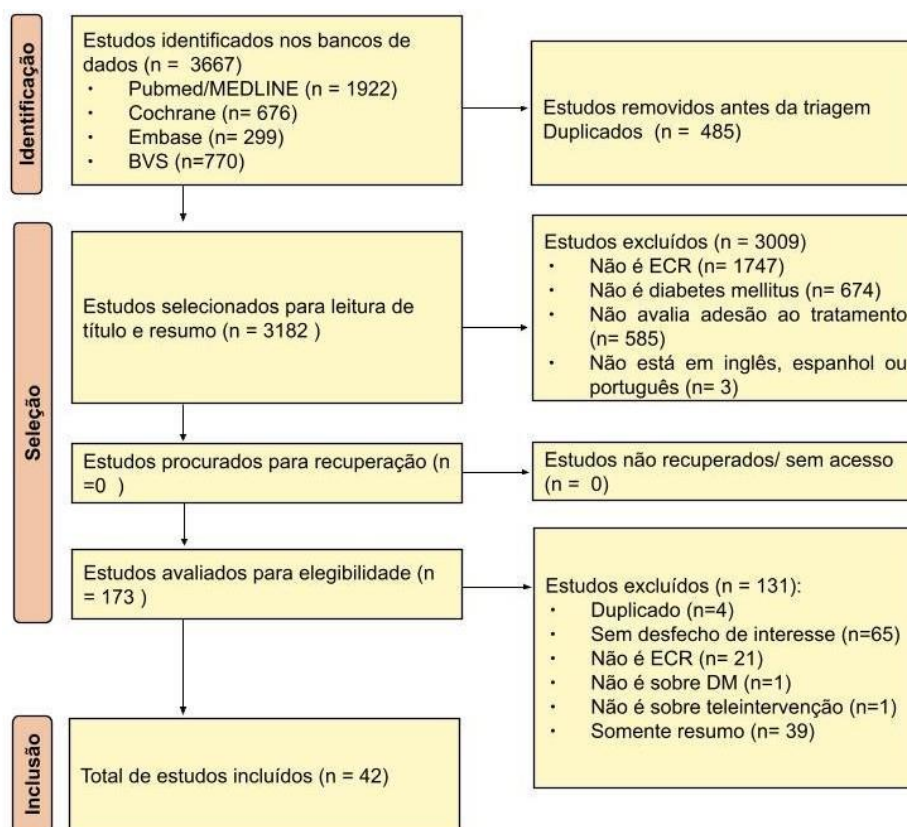 Identificação
Estudos identificados nos bancos de
dados (n = 3667)
· Pubmed/MEDLINE (n = 1922)
· Cochrane (n= 676)
· Embase (n= 299)
· BVS (n=770)
Estudos removidos antes da triagem
Duplicados (n = 485)
Seleção
Estudos selecionados para leitura de
título e resumo (n = 3182 )
Estudos excluídos (n = 3009)
· Não é ECR (n= 1747)
· Não é diabetes mellitus (n= 674)
· Não avalia adesão ao tratamento
(n= 585)
· Não está em inglês, espanhol ou
português (n= 3)
Estudos procurados para recuperação (n
=0 )
Estudos não recuperados/ sem acesso
(n = 0)
Estudos avaliados para elegibilidade (n
= 173 )
Estudos excluídos (n = 131):
· Duplicado (n=4)
· Sem desfecho de interesse (n=65)
· Não é ECR (n= 21)
· Não é sobre DM (n=1)
· Não é sobre teleintervenção (n=1)
· Somente resumo (n= 39)
Inclusão
Total de estudos incluídos (n = 42)